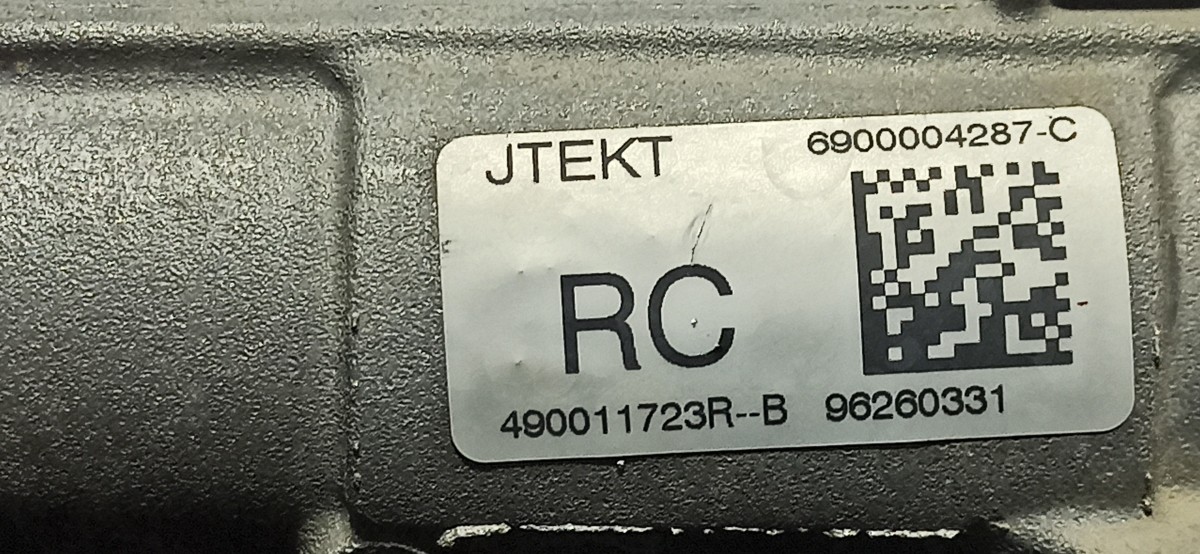 JTEKT 6900004287-C
RC
490011723R--B 96260331